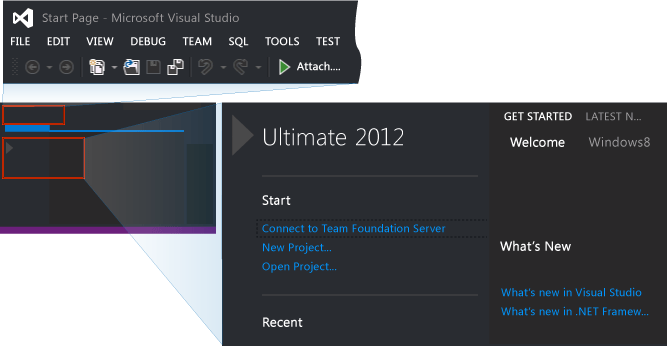 Start Page - Microsoft Visual Studio
FILE EDIT VIEW DEBUG TEAM SQL TOOLS TEST
Attach....
Ultimate 2012
Start
Connect to Team Foundation Server
New Project...
Open Project...
Recent
GET STARTED LATEST N...
Welcome Windows8
What's New
What's new in Visual Studio
What's new in .NET Framew...